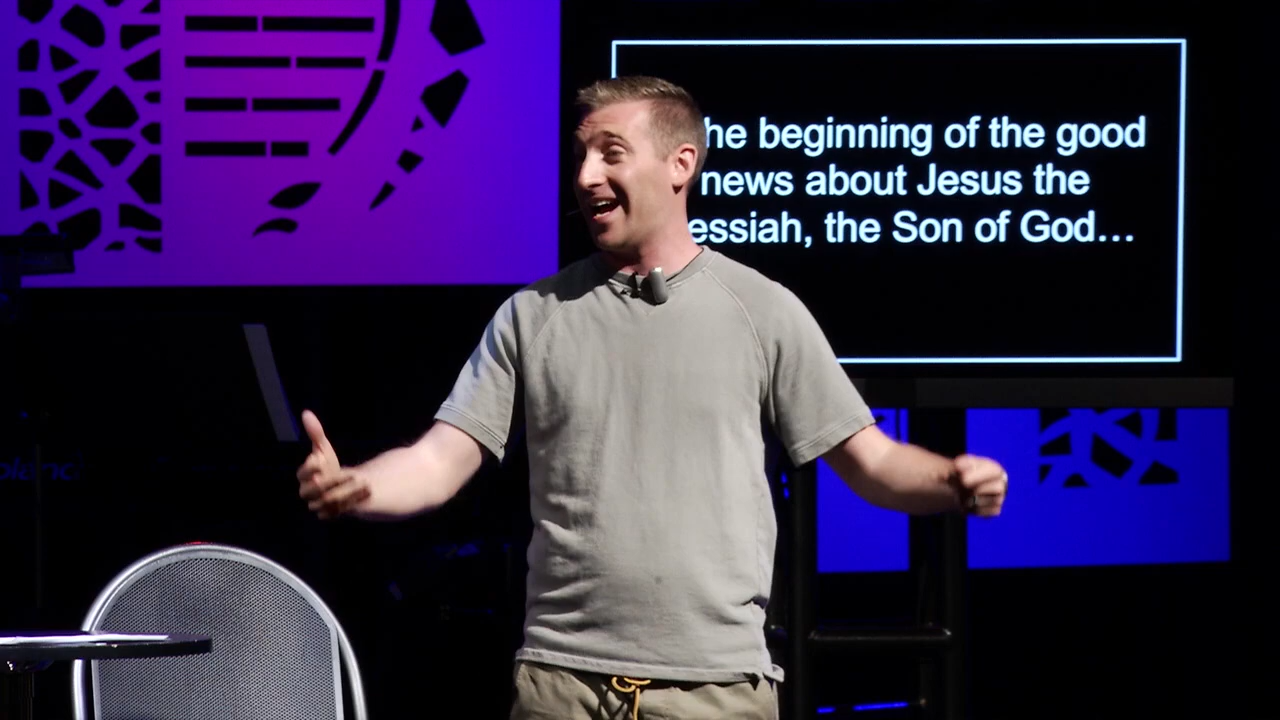 he beginning of the good
news about Jesus the
essiah, the Son of God…